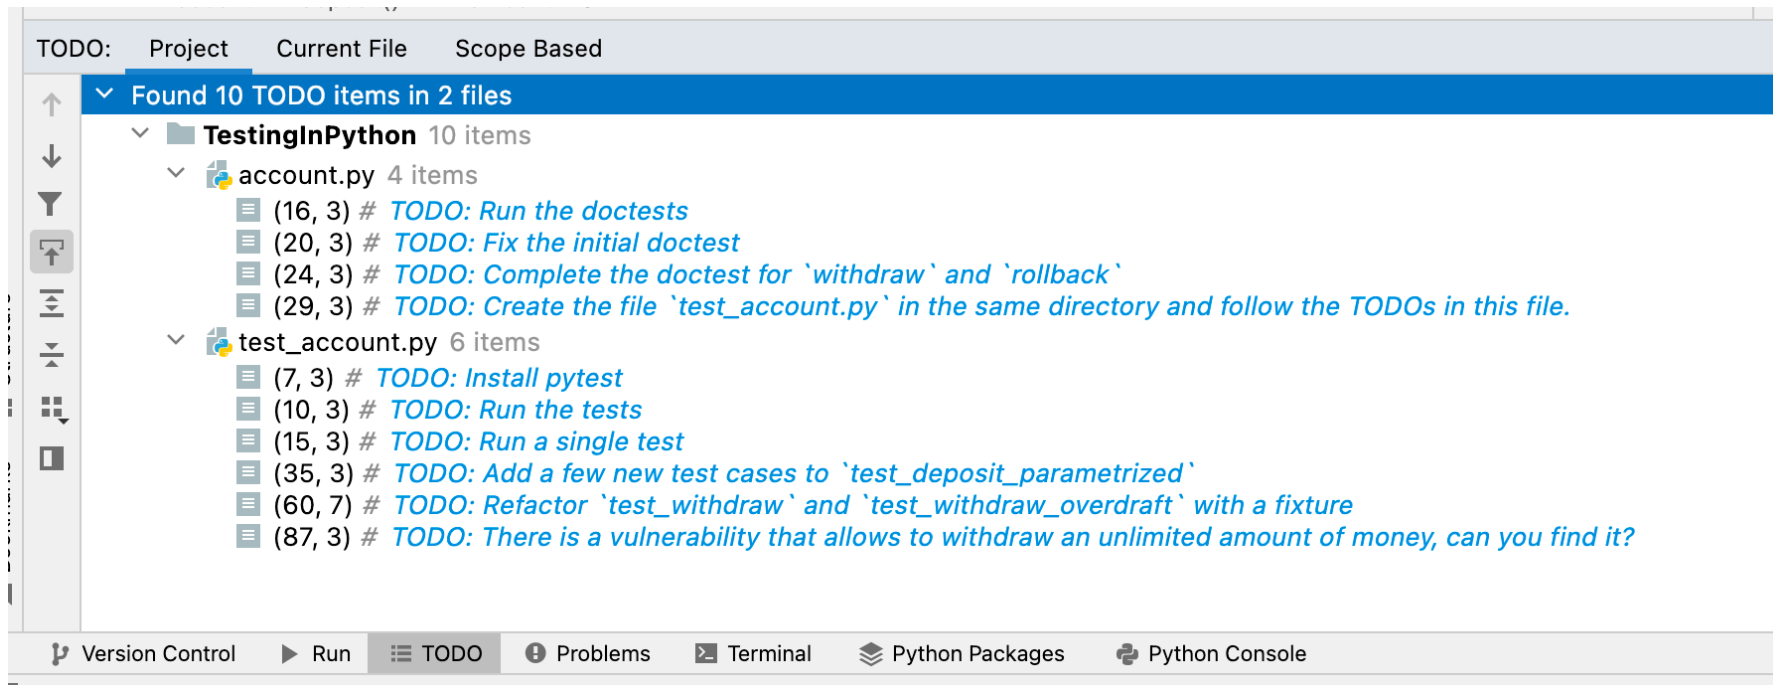 TODO: Project Current File Scope Based
Found 10 TODO items in 2 files
TestingInPython 10 items
account.py 4 items
(16, 3) # TODO: Run the doctests
(20, 3) # TODO: Fix the initial doctest
(24, 3) # TODO: Complete the doctest for `withdraw` and `rollback`
(29, 3) # TODO: Create the file `test_account.py` in the same directory and follow the TODOs in this file.
test_account.py 6 items
(7, 3) # TODO: Install pytest
(10, 3) # TODO: Run the tests
(15, 3) # TODO: Run a single test
(35, 3) # TODO: Add a few new test cases to `test_deposit_parametrized`
(60, 7) # TODO: Refactor `test_withdraw` and `test_withdraw_overdraft` with a fixture
(87, 3) # TODO: There is a vulnerability that allows to withdraw an unlimited amount of money, can you find it?
Version Control Run TODO Problems Terminal Python Packages Python Console